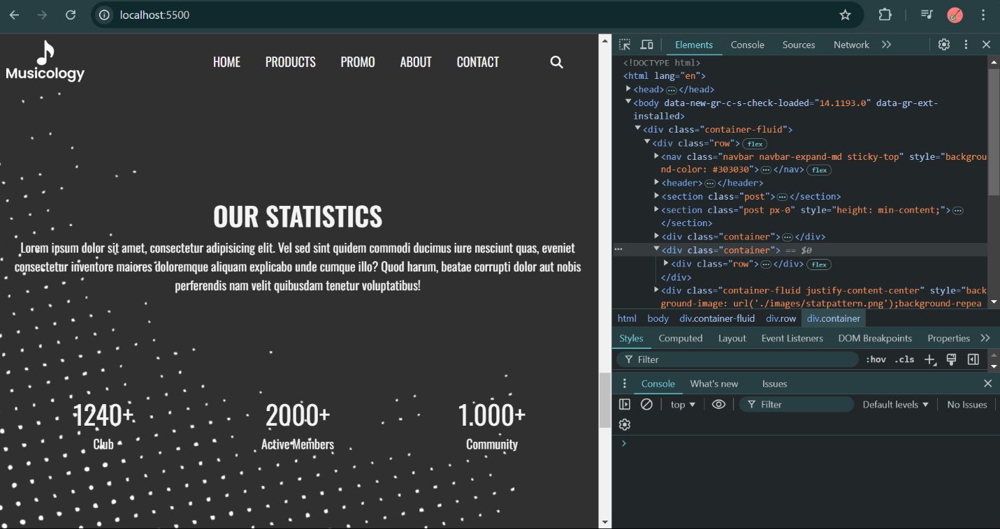 localhost:5500
Musicology
HOME PRODUCTS PROMO ABOUT CONTACT
OUR STATISTICS
Lorem ipsum dolor sit amet, consectetur adipisicing elit. Vel sed sint quidem commodi ducimus iure nesciunt quas, eveniet
consectetur inventore maiores doloremque aliquam explicabo unde cumque illo? Quod harum, beatae corrupti dolor aut nobis
perferendis nam velit quibusdam tenetur voluptatibus!
1240+ 2000+ 1.000+
Club Active Members Community
Elements Console Sources Network
<!DOCTYPE html>
<html lang="en">
<head>…</head>
<body data-new-gr-c-s-check-loaded="14.1193.0" data-gr-ext-
installed>
<div class="container-fluid">
<div class="row"> flex
<nav class="navbar navbar-expand-md sticky-top" style="backgrou
nd-color: #303030">…</nav> flex
<header>…</header>
<section class="post">…</section>
<section class="post px-0" style="height: min-content;">…
</section>
<div class="container">…</div>
… <div class="container"> == $0
<div class="row">…</div> flex
</div>
<div class="container-fluid justify-content-center" style="back
ground-image: url('./images/statpattern.png');background-repea
html body div.container-fluid div.row div.container
Styles Computed Layout Event Listeners DOM Breakpoints Properties
Filter :hov .cls
Console What's new Issues
top Filter Default levels No Issues